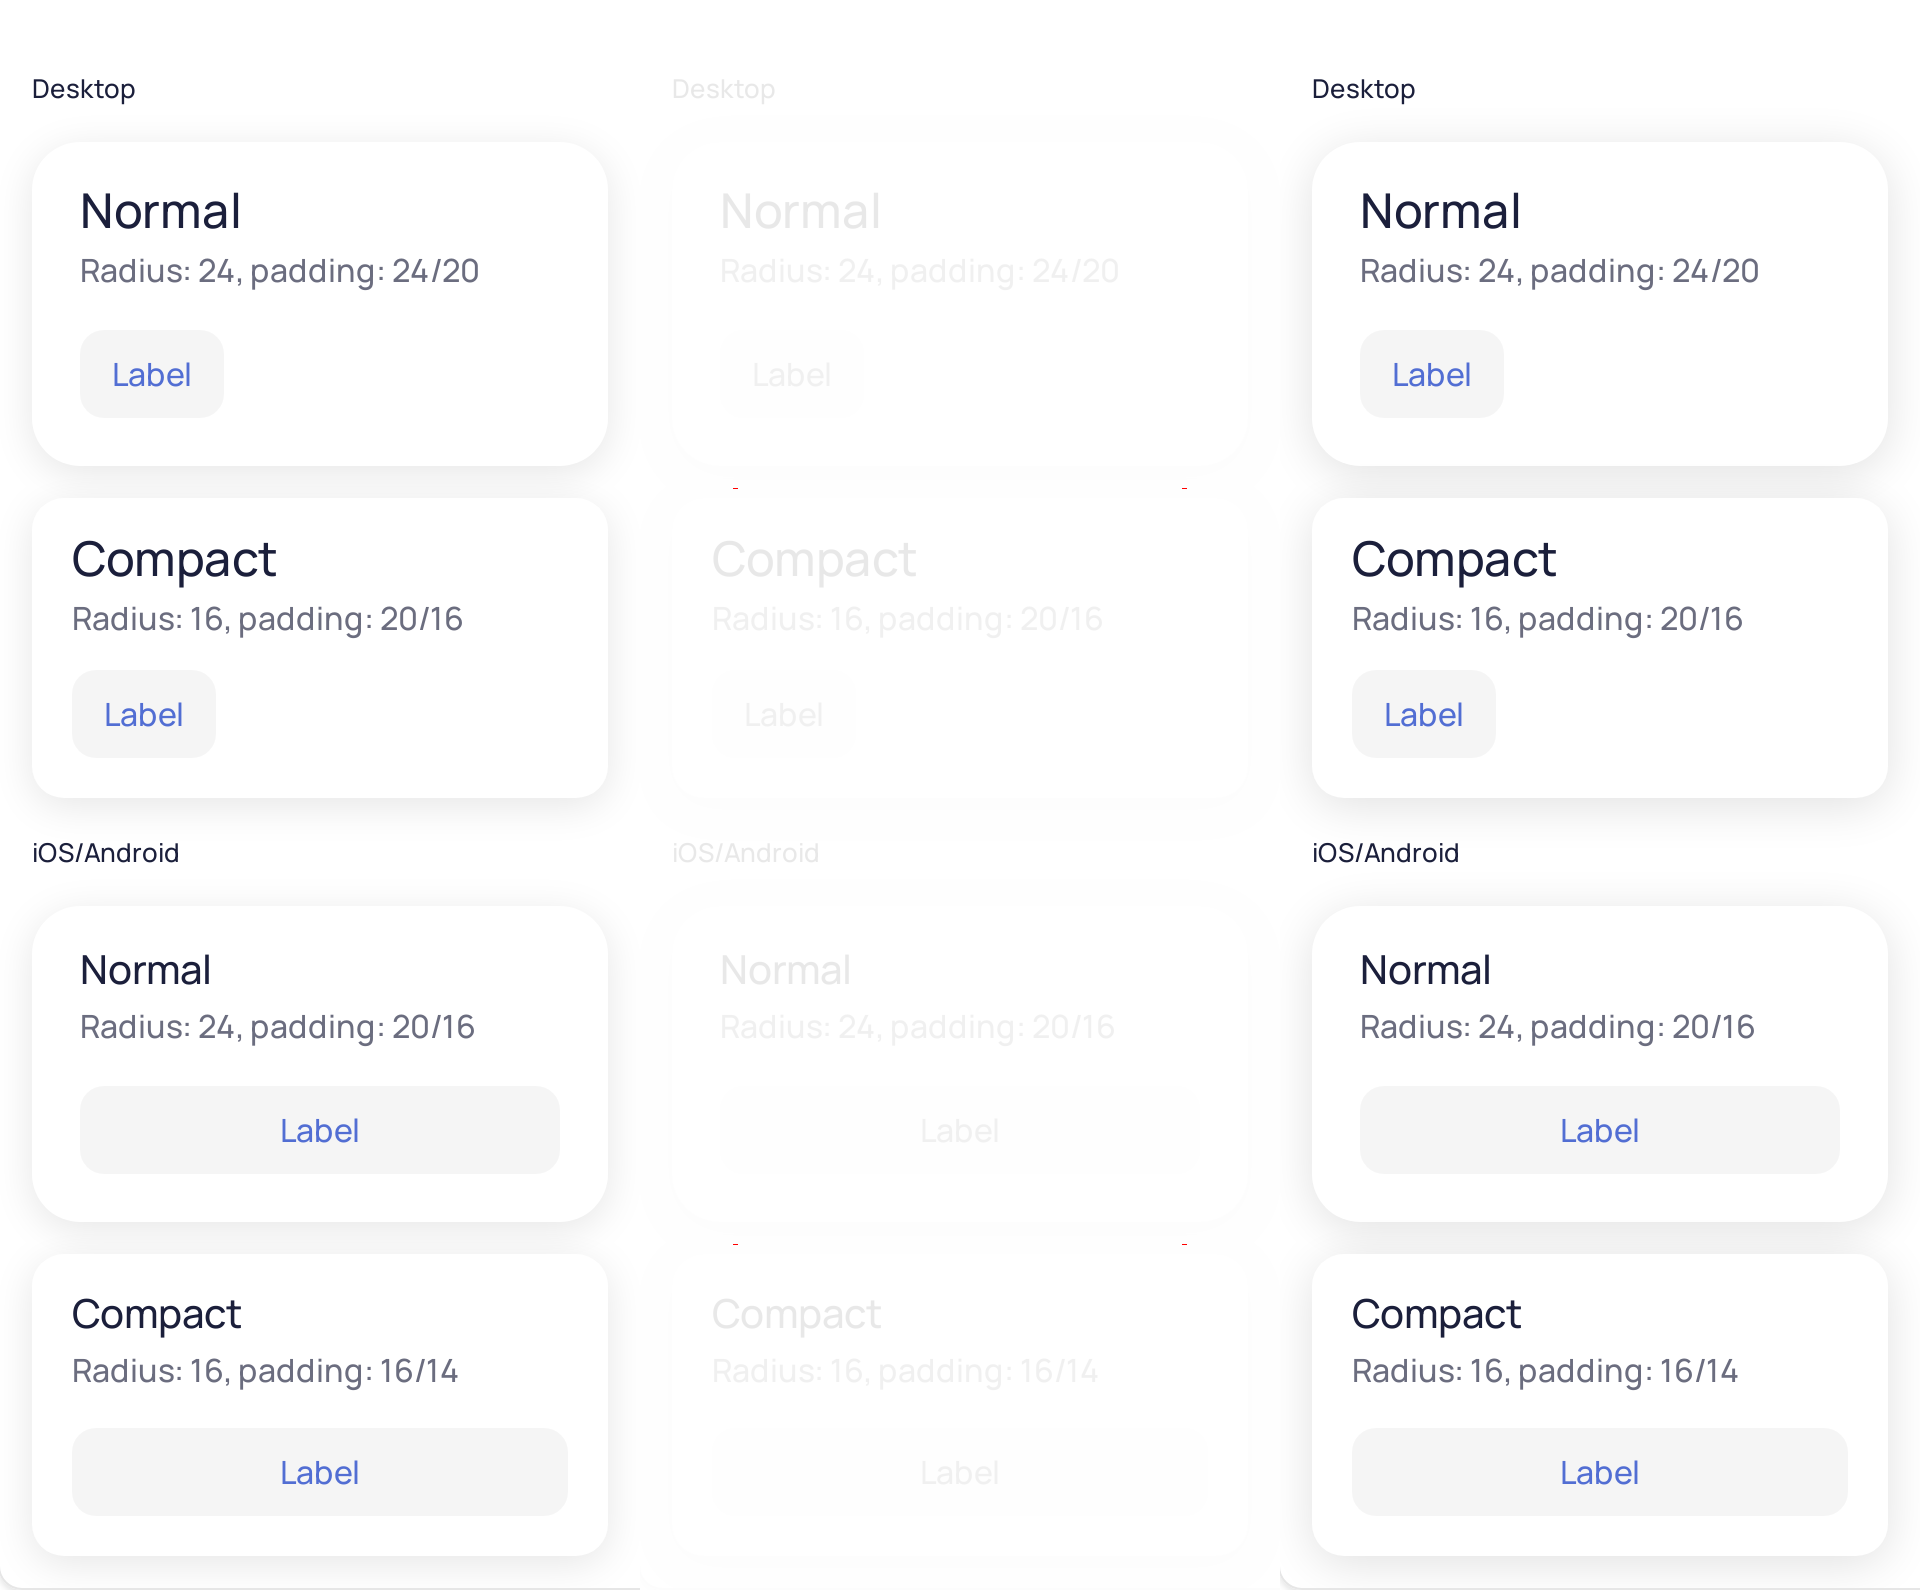 Desktop
Normal
Radius: 24, padding: 24/20
Label
Compact
Radius: 16, padding: 20/16
Label
iOS/Android
Normal
Radius: 24, padding: 20/16
Label
Compact
Radius: 16, padding: 16/14
Label
Desktop
Normal
Radius: 24, padding: 24/20
Label
Compact
Radius: 16, padding: 20/16
Label
iOS/Android
Normal
Radius: 24, padding: 20/16
Label
Compact
Radius: 16, padding: 16/14
Label
Desktop
Normal
Radius: 24, padding: 24/20
Label
Compact
Radius: 16, padding: 20/16
Label
iOS/Android
Normal
Radius: 24, padding: 20/16
Label
Compact
Radius: 16, padding: 16/14
Label